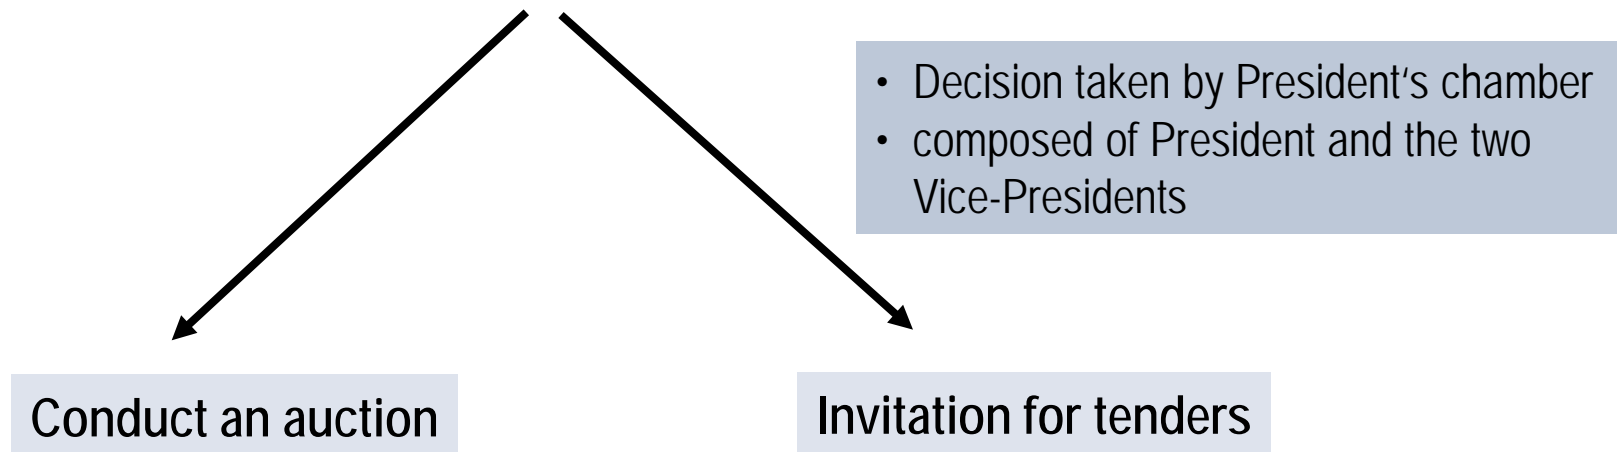 • Decision taken by President‘s chamber
• composed of President and the two
Vice-Presidents
Conduct an auction
Invitation for tenders